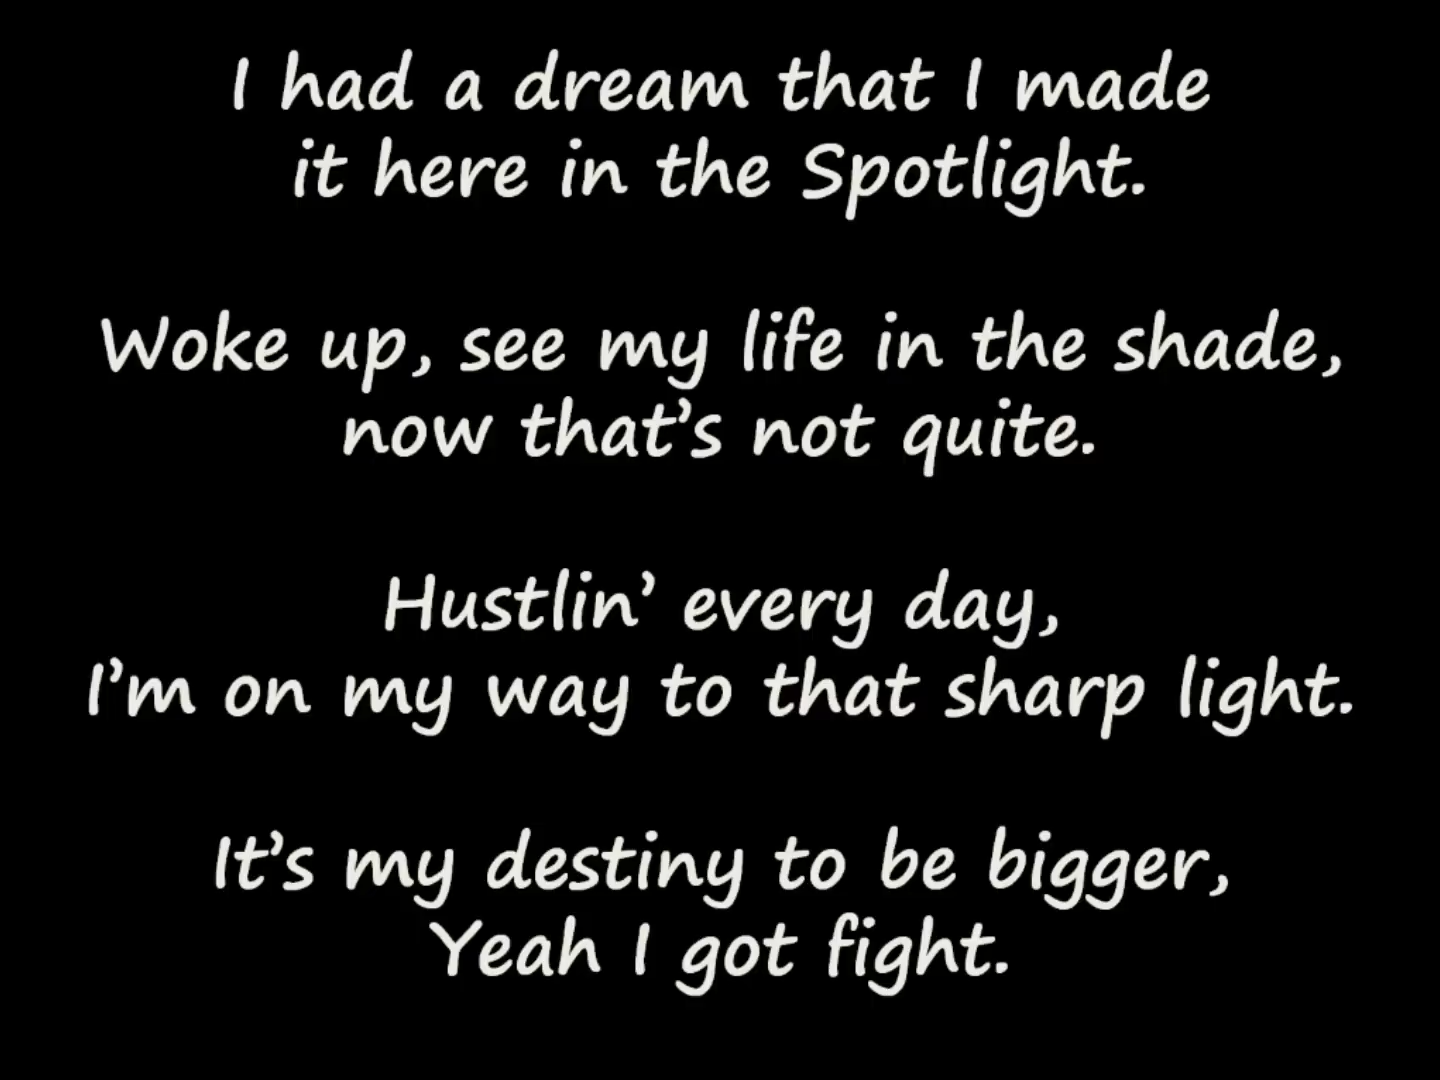 I had a dream that I made
it here in the Spotlight.
Woke up, see my life in the shade,
now that’s not quite.
Hustlin’ every day,
I’m on my way to that sharp light.
It’s my destiny to be bigger,
Yeah I got fight.